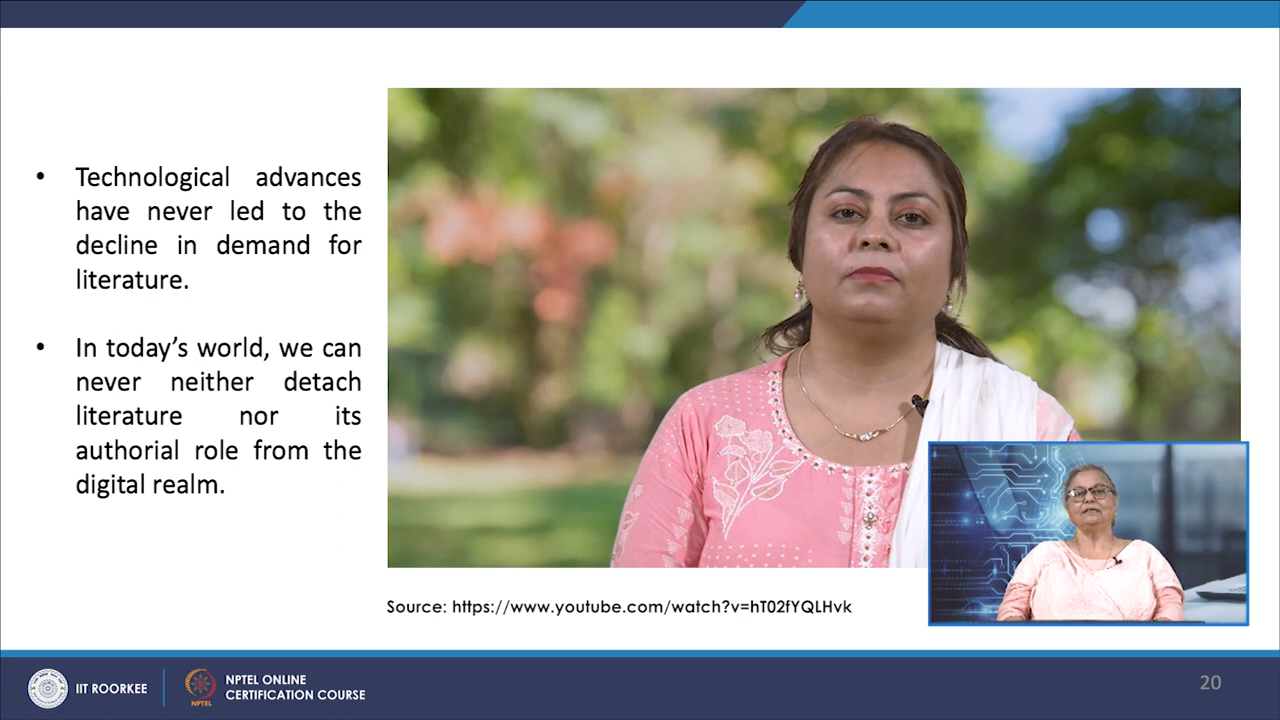 • Technological advances
have never led to the
decline in demand for
literature.
• In today's world, we can
never neither detach
literature nor its
authorial role from the
digital realm.
Source: https://www.youtube.com/watch?v=hT02fYQLHvk
IIT ROORKEE
NPTEL
NPTEL ONLINE
CERTIFICATION COURSE
20